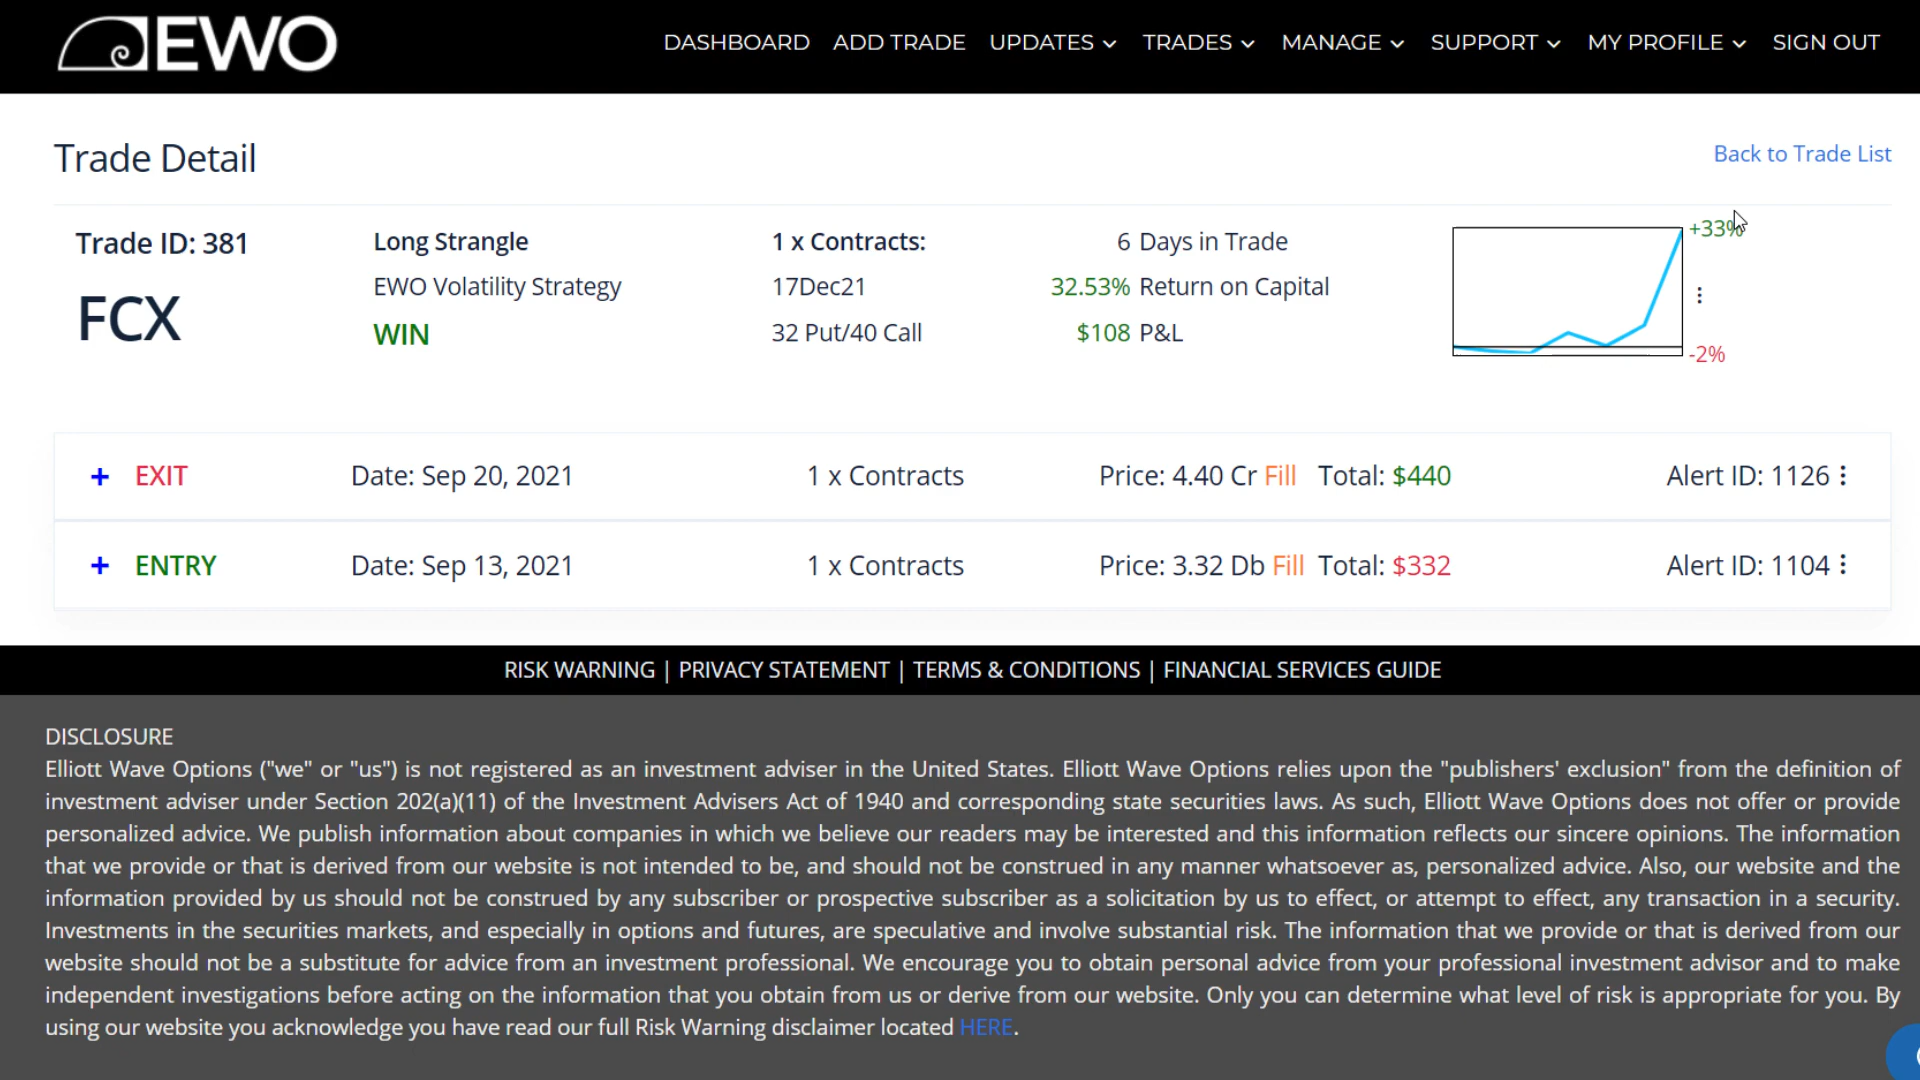 EWO
DASHBOARD ADD TRADE UPDATES TRADES MANAGE SUPPORT MY PROFILE SIGN OUT
Trade Detail
Back to Trade List
Trade ID: 381
FCX
Long Strangle
EWO Volatility Strategy
WIN
1 x Contracts:
17Dec21
32 Put/40 Call
6 Days in Trade
32.53% Return on Capital
$108 P&L
+33%
-2%
+ EXIT Date: Sep 20, 2021 1 x Contracts Price: 4.40 Cr Fill Total: $440 Alert ID: 1126
+ ENTRY Date: Sep 13, 2021 1 x Contracts Price: 3.32 Db Fill Total: $332 Alert ID: 1104
RISK WARNING | PRIVACY STATEMENT | TERMS & CONDITIONS | FINANCIAL SERVICES GUIDE
DISCLOSURE
Elliott Wave Options ("we" or "us") is not registered as an investment adviser in the United States. Elliott Wave Options relies upon the "publishers' exclusion" from the definition of
investment adviser under Section 202(a)(11) of the Investment Advisers Act of 1940 and corresponding state securities laws. As such, Elliott Wave Options does not offer or provide
personalized advice. We publish information about companies in which we believe our readers may be interested and this information reflects our sincere opinions. The information
that we provide or that is derived from our website is not intended to be, and should not be construed in any manner whatsoever as, personalized advice. Also, our website and the
information provided by us should not be construed by any subscriber or prospective subscriber as a solicitation by us to effect, or attempt to effect, any transaction in a security.
Investments in the securities markets, and especially in options and futures, are speculative and involve substantial risk. The information that we provide or that is derived from our
website should not be a substitute for advice from an investment professional. We encourage you to obtain personal advice from your professional investment advisor and to make
independent investigations before acting on the information that you obtain from us or derive from our website. Only you can determine what level of risk is appropriate for you. By
using our website you acknowledge you have read our full Risk Warning disclaimer located HERE.